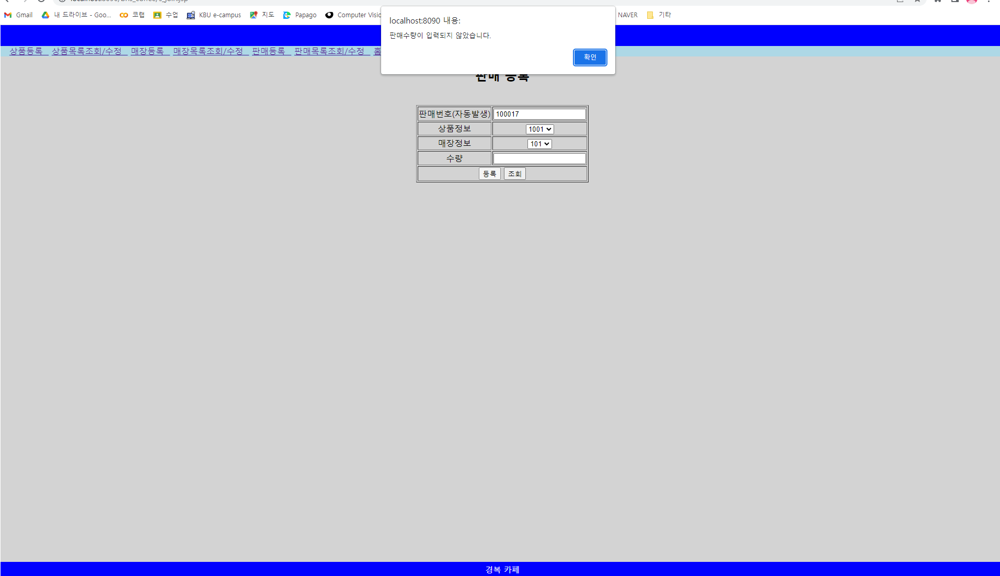 Gmail 내 드라이브 - Goo... 코랩 수업 KBU e-campus 지도 Papago Computer Visio NAVER 기타
localhost:8090 내용:
판매수량이 입력되지 않았습니다.
확인
상품등록 상품목록조회/수정 매장등록 매장목록조회/수정 판매등록 판매목록조회/수정 홈
판매 등록
판매번호(자동발생) 100017
상품정보 1001
매장정보 101
수량
등록 조회
경복 카페